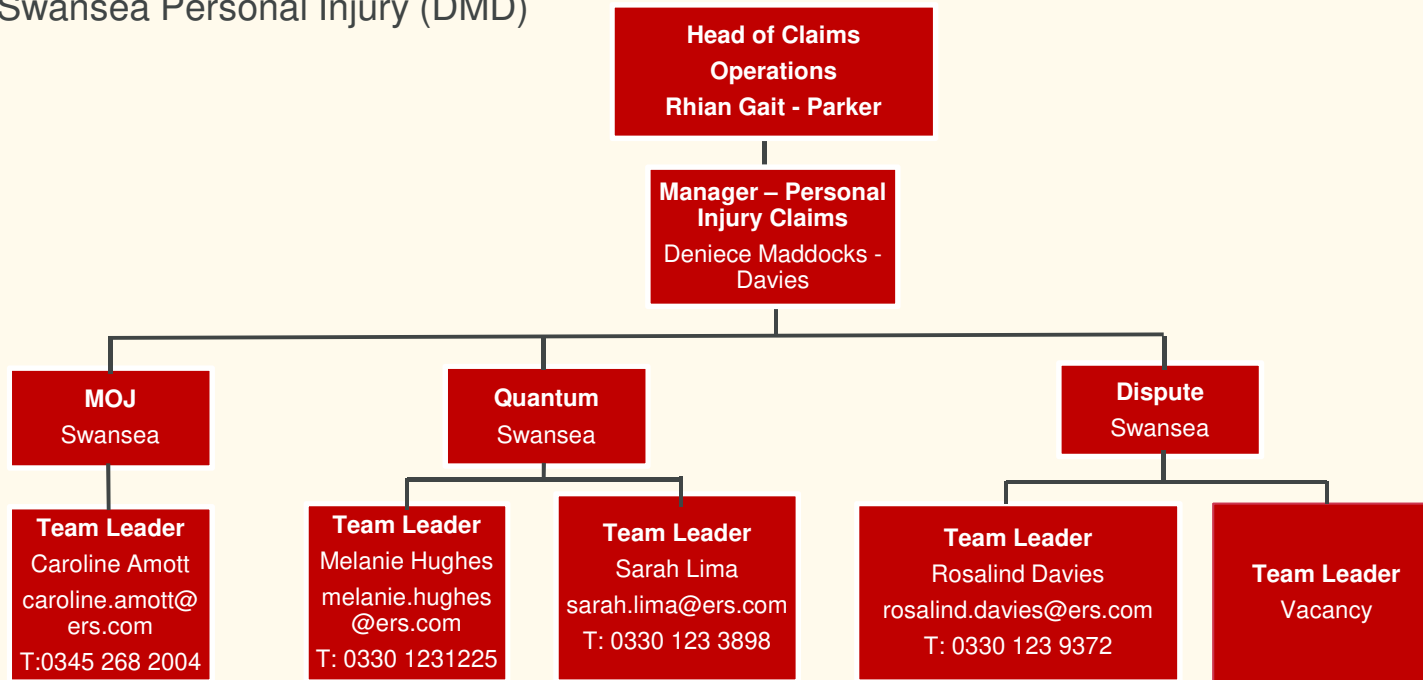 Swansea Personal Injury (DMD)
Head of Claims
Operations
Rhian Gait - Parker
Manager – Personal
Injury Claims
Deniece Maddocks -
Davies
MOJ
Swansea
Quantum
Swansea
Dispute
Swansea
Team Leader
Caroline Amott
caroline.amott@
ers.com
T:0345 268 2004
Team Leader
Melanie Hughes
melanie.hughes
@ers.com
T: 0330 1231225
Team Leader
Sarah Lima
sarah.lima@ers.com
T: 0330 123 3898
Team Leader
Rosalind Davies
rosalind.davies@ers.com
T: 0330 123 9372
Team Leader
Vacancy